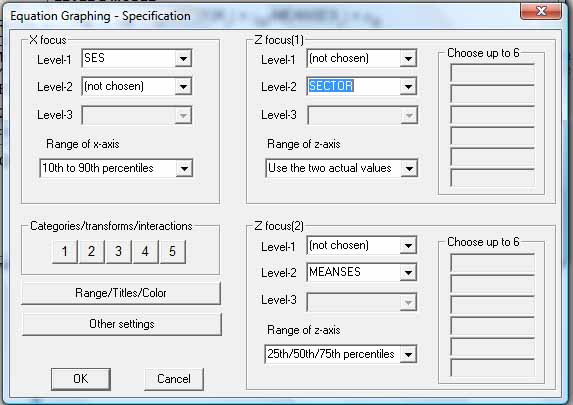 Equation Graphing - Specification
X focus
Level-1 SES
Level-2 (not chosen)
Level-3
Range of x-axis
10th to 90th percentiles
Categories/transforms/interactions
1 2 3 4 5
Range/Titles/Color
Other settings
OK Cancel
Z focus(1)
Level-1 (not chosen)
Level-2 SECTOR
Level-3
Range of z-axis
Use the two actual values
Choose up to 6
Z focus(2)
Level-1 (not chosen)
Level-2 MEANSES
Level-3
Range of z-axis
25th/50th/75th percentiles
Choose up to 6